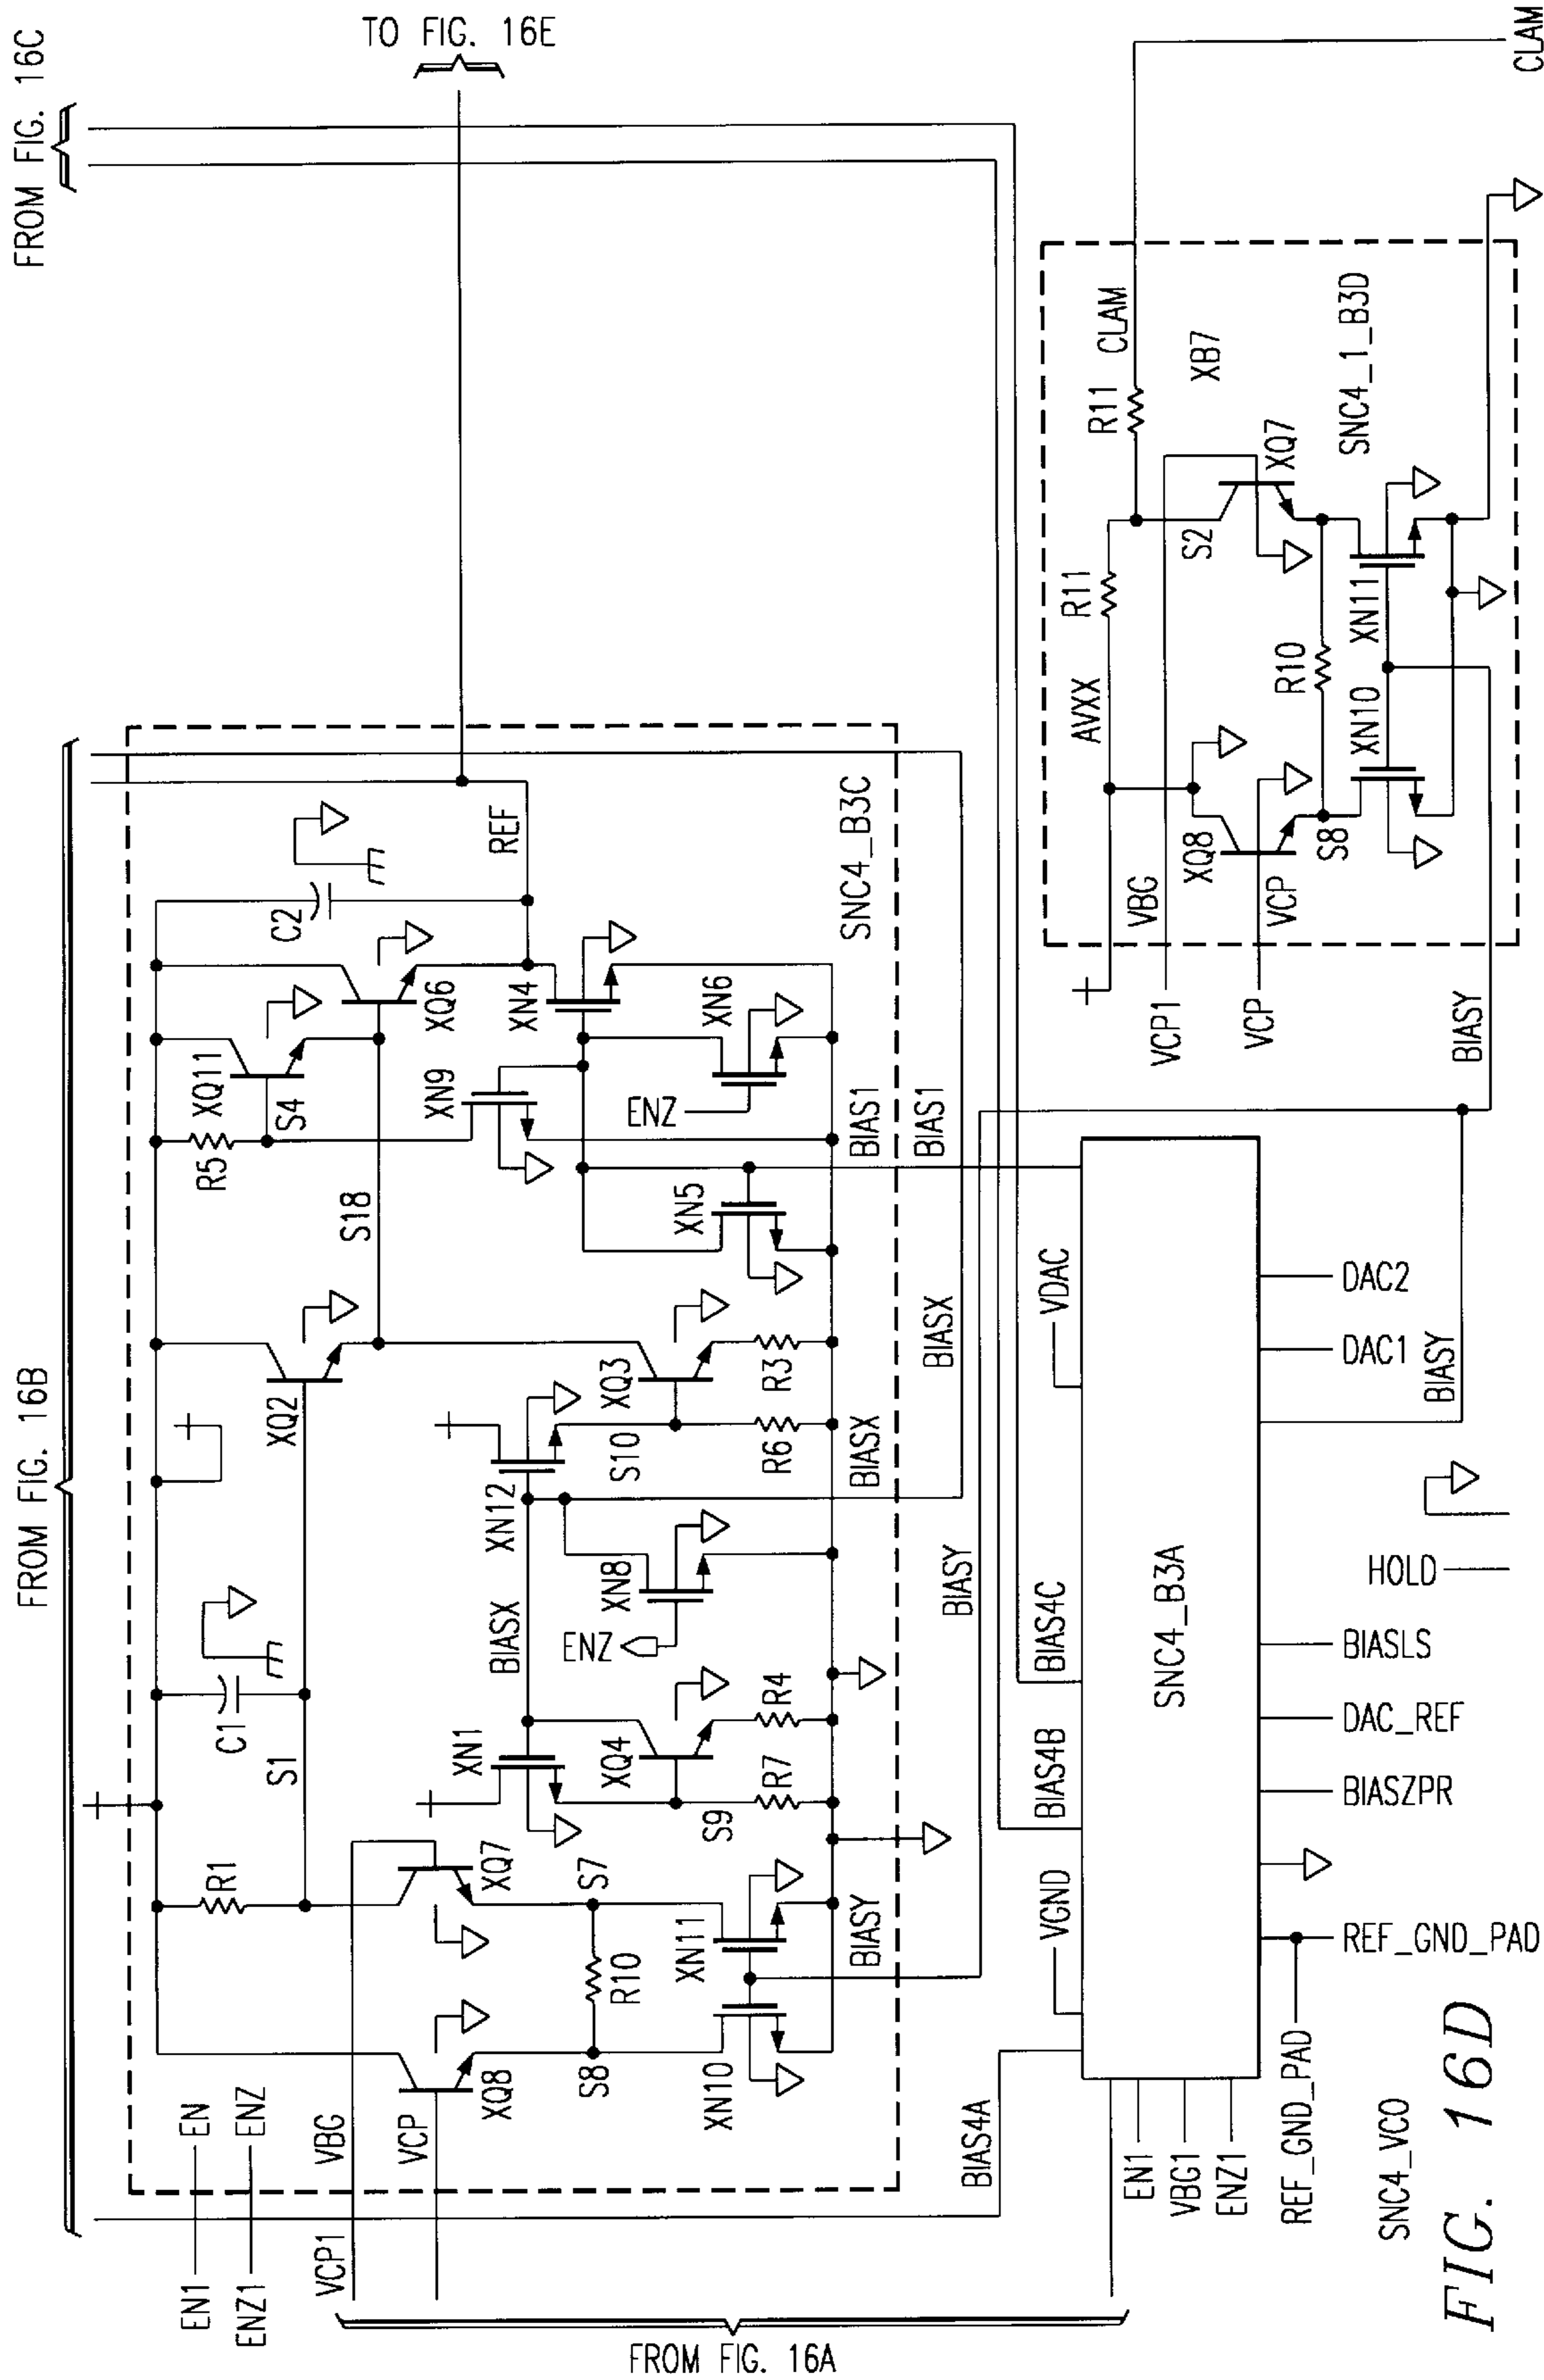 FROM FIG. 16B
FROM FIG. 16C
TO FIG. 16E
FROM FIG. 16A
EN1
EN
ENZ1
ENZ
VCP1
VBG
VCP
XQ8
R1
XQ7
S1
C1
XQ2
S18
R5
XQ11
S4
XQ6
C2
REF
S8
R10
S7
XN10
XN11
BIASY
XN1
XQ4
S9
R7
R4
BIASX
ENZ
XN8
XN12
S10
XQ3
R6
R3
BIASX
XN9
XN4
ENZ
XN6
XN5
BIAS1
SNC4_B3C
BIAS4A
BIASY
BIASX
BIAS1
VGND
BIAS4B
BIAS4C
VDAC
SNC4_B3A
EN1
VBG1
ENZ1
REF_GND_PAD
REF_GND_PAD
BIASZPR
DAC_REF
BIASLS
HOLD
BIASY
DAC1
DAC2
VCP1
VBG
VCP
VCP
BIASY
AVXX
R11
R11
CLAM
XB7
XQ8
S2
XQ7
S8
R10
XN10
XN11
SNC4_1_B3D
CLAM
SNC4_VCO
FIG. 16D